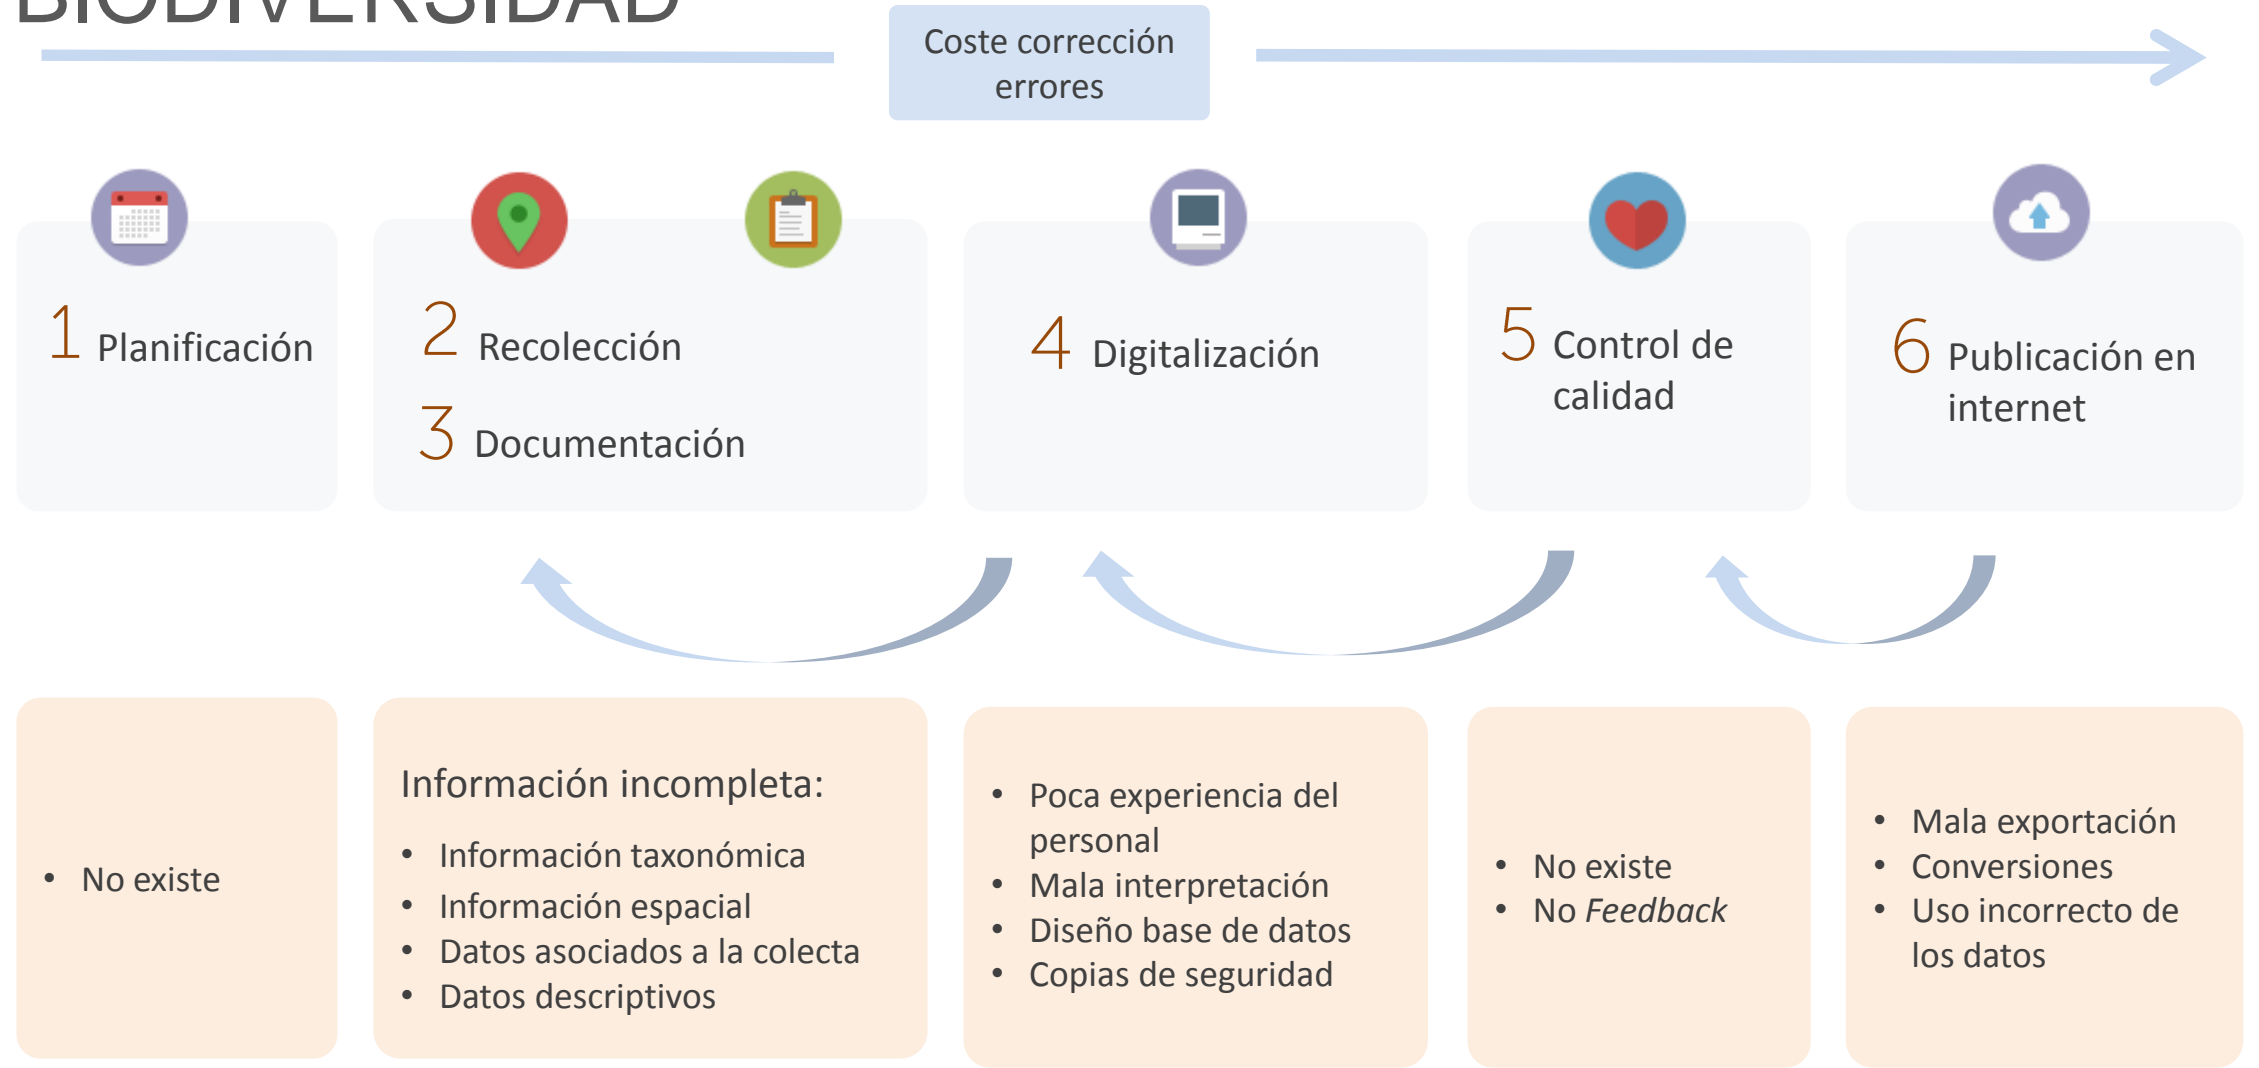 BIODIVERSIDAD
Coste corrección
errores
1 Planificación
2 Recolección
3 Documentación
4 Digitalización
5 Control de
calidad
6 Publicación en
internet
• No existe
Información incompleta:
• Información taxonómica
• Información espacial
• Datos asociados a la colecta
• Datos descriptivos
• Poca experiencia del
personal
• Mala interpretación
• Diseño base de datos
• Copias de seguridad
• No existe
• No Feedback
• Mala exportación
• Conversiones
• Uso incorrecto de
los datos